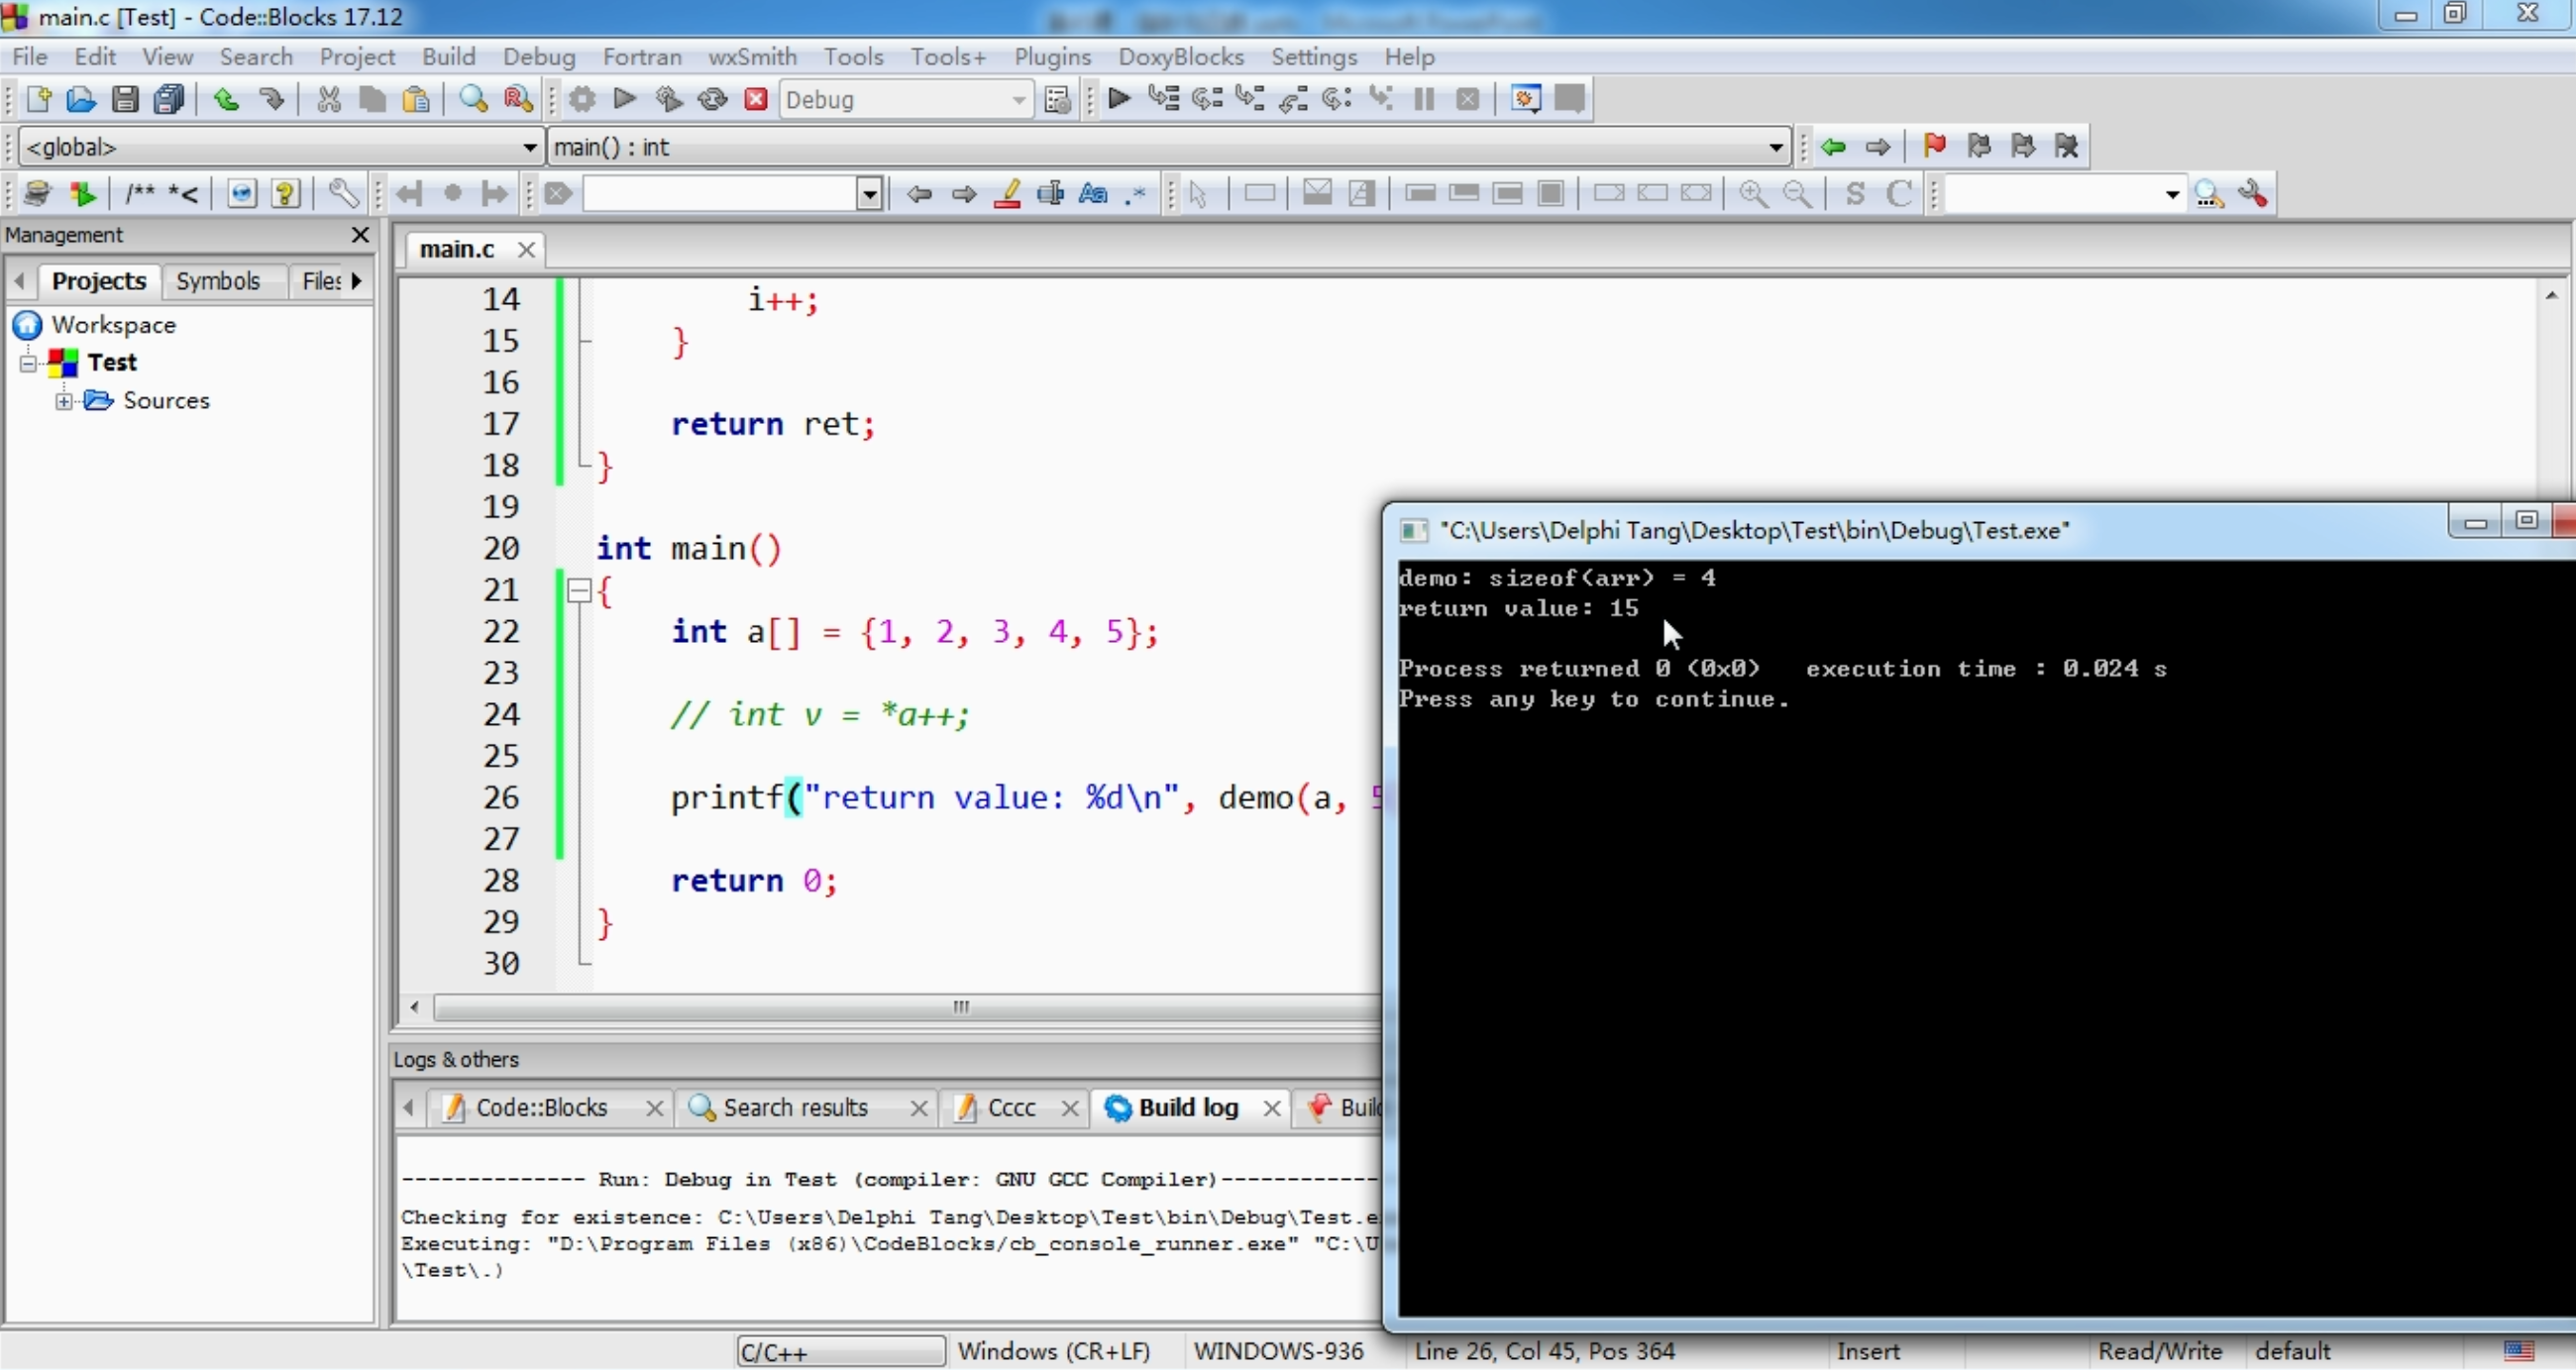 main.c [Test] - Code::Blocks 17.12
File Edit View Search Project Build Debug Fortran wxSmith Tools Tools+ Plugins DoxyBlocks Settings Help
Debug
<global> main() : int
/** *<
Aa .* S C
Management
Projects Symbols Files
Workspace
Test
Sources
main.c
14 i++;
15 }
16
17 return ret;
18 }
19
20 int main()
21 {
22 int a[] = {1, 2, 3, 4, 5};
23
24 // int v = *a++;
25
26 printf("return value: %d\n", demo(a, 5
27
28 return 0;
29 }
30
"C:\Users\Delphi Tang\Desktop\Test\bin\Debug\Test.exe"
demo: sizeof(arr) = 4
return value: 15
Process returned 0 (0x0) execution time : 0.024 s
Press any key to continue.
Logs & others
Code::Blocks Search results Cccc Build log
-------------- Run: Debug in Test (compiler: GNU GCC Compiler)------------
Checking for existence: C:\Users\Delphi Tang\Desktop\Test\bin\Debug\Test.e
Executing: "D:\Program Files (x86)\CodeBlocks/cb_console_runner.exe" "C:\U
\Test\.)
C/C++ Windows (CR+LF) WINDOWS-936 Line 26, Col 45, Pos 364 Insert Read/Write default